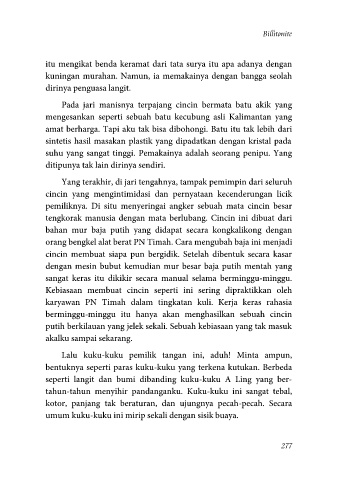 Billitonite
itu mengikat benda keramat dari tata surya itu apa adanya dengan
kuningan murahan. Namun, ia memakainya dengan bangga seolah
dirinya penguasa langit.
Pada jari manisnya terpajang cincin bermata batu akik yang
mengesankan seperti sebuah batu kecubung asli Kalimantan yang
amat berharga. Tapi aku tak bisa dibohongi. Batu itu tak lebih dari
sintetis hasil masakan plastik yang dipadatkan dengan kristal pada
suhu yang sangat tinggi. Pemakainya adalah seorang penipu. Yang
ditipunya tak lain dirinya sendiri.
Yang terakhir, di jari tengahnya, tampak pemimpin dari seluruh
cincin yang mengintimidasi dan pernyataan kecenderungan licik
pemiliknya. Di situ menyeringai angker sebuah mata cincin besar
tengkorak manusia dengan mata berlubang. Cincin ini dibuat dari
bahan mur baja putih yang didapat secara kongkalikong dengan
orang bengkel alat berat PN Timah. Cara mengubah baja ini menjadi
cincin membuat siapa pun bergidik. Setelah dibentuk secara kasar
dengan mesin bubut kemudian mur besar baja putih mentah yang
sangat keras itu dikikir secara manual selama berminggu-minggu.
Kebiasaan membuat cincin seperti ini sering dipraktikkan oleh
karyawan PN Timah dalam tingkatan kuli. Kerja keras rahasia
berminggu-minggu itu hanya akan menghasilkan sebuah cincin
putih berkilauan yang jelek sekali. Sebuah kebiasaan yang tak masuk
akalku sampai sekarang.
Lalu kuku-kuku pemilik tangan ini, aduh! Minta ampun,
bentuknya seperti paras kuku-kuku yang terkena kutukan. Berbeda
seperti langit dan bumi dibanding kuku-kuku A Ling yang ber-
tahun-tahun menyihir pandanganku. Kuku-kuku ini sangat tebal,
kotor, panjang tak beraturan, dan ujungnya pecah-pecah. Secara
umum kuku-kuku ini mirip sekali dengan sisik buaya.
277